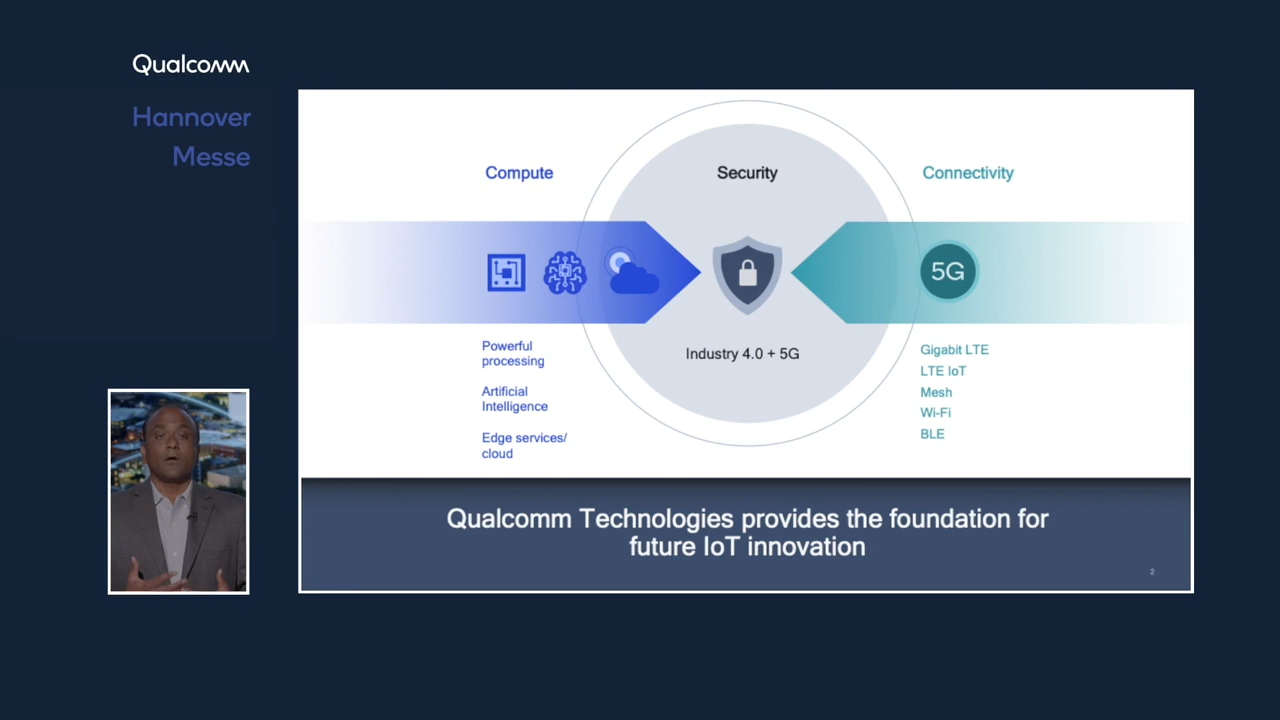 Qualcomm
Hannover
Messe
Compute
Security
Connectivity
5G
Powerful
processing
Artificial
Intelligence
Edge services/
cloud
Industry 4.0 + 5G
Gigabit LTE
LTE IoT
Mesh
Wi-Fi
BLE
Qualcomm Technologies provides the foundation for
future IoT innovation
2